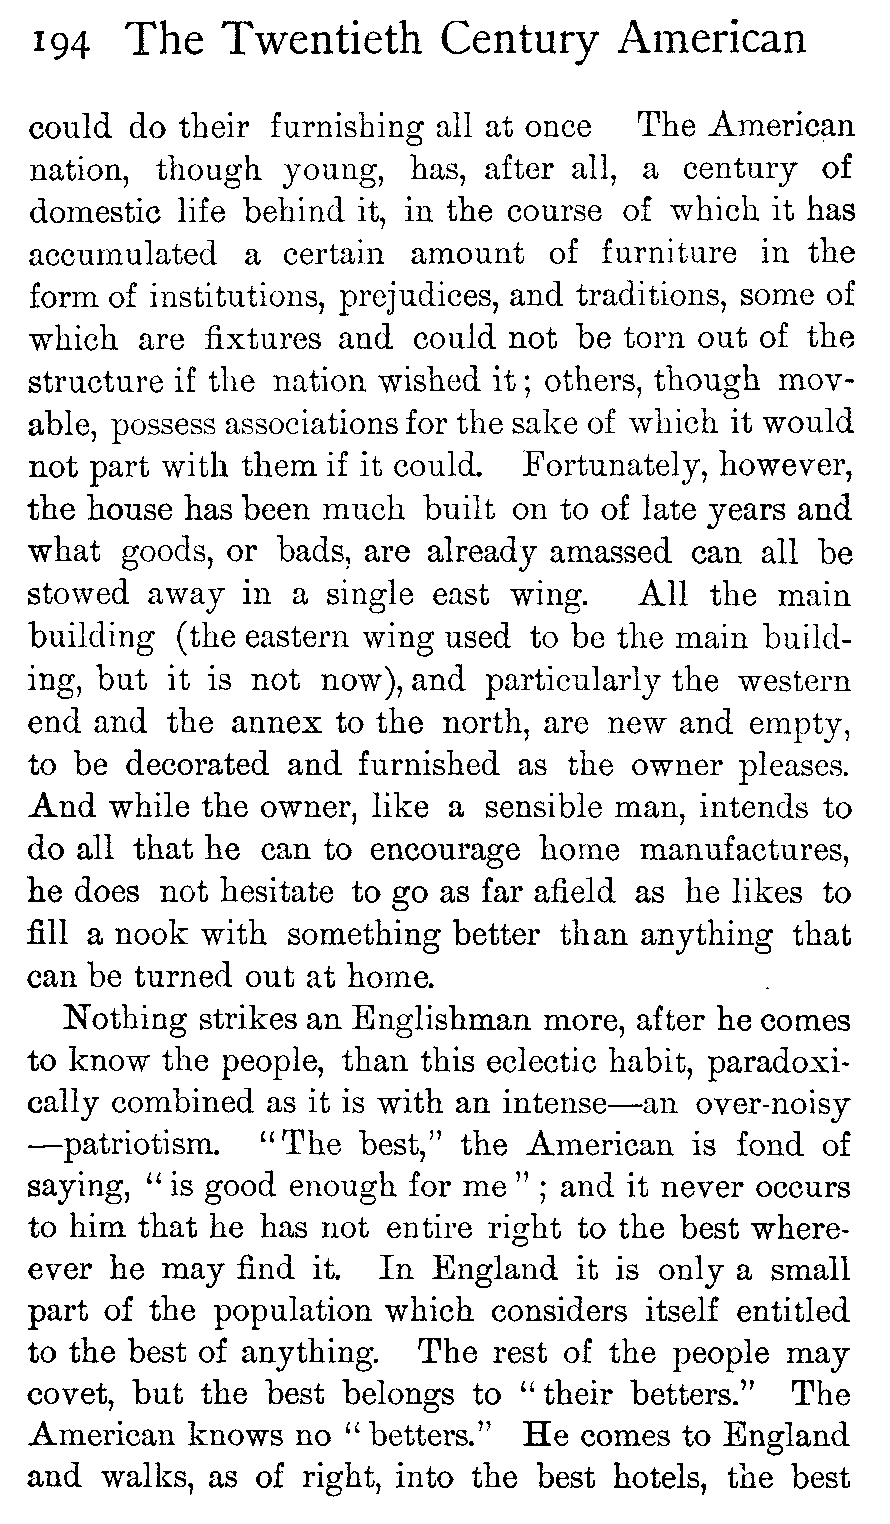 194 The Twentieth Century American
could do their furnishing all at once The American
nation, though young, has, after all, a century of
domestic life behind it, in the course of which it has
accumulated a certain amount of furniture in the
form of institutions, prejudices, and traditions, some of
which are fixtures and could not be torn out of the
structure if the nation wished it; others, though mov-
able, possess associations for the sake of which it would
not part with them if it could. Fortunately, however,
the house has been much built on to of late years and
what goods, or bads, are already amassed can all be
stowed away in a single east wing. All the main
building (the eastern wing used to be the main build-
ing, but it is not now), and particularly the western
end and the annex to the north, are new and empty,
to be decorated and furnished as the owner pleases.
And while the owner, like a sensible man, intends to
do all that he can to encourage home manufactures,
he does not hesitate to go as far afield as he likes to
fill a nook with something better than anything that
can be turned out at home.
Nothing strikes an Englishman more, after he comes
to know the people, than this eclectic habit, paradoxi-
cally combined as it is with an intense—an over-noisy
—patriotism. "The best," the American is fond of
saying, "is good enough for me"; and it never occurs
to him that he has not entire right to the best where-
ever he may find it. In England it is only a small
part of the population which considers itself entitled
to the best of anything. The rest of the people may
covet, but the best belongs to "their betters." The
American knows no "betters." He comes to England
and walks, as of right, into the best hotels, the best